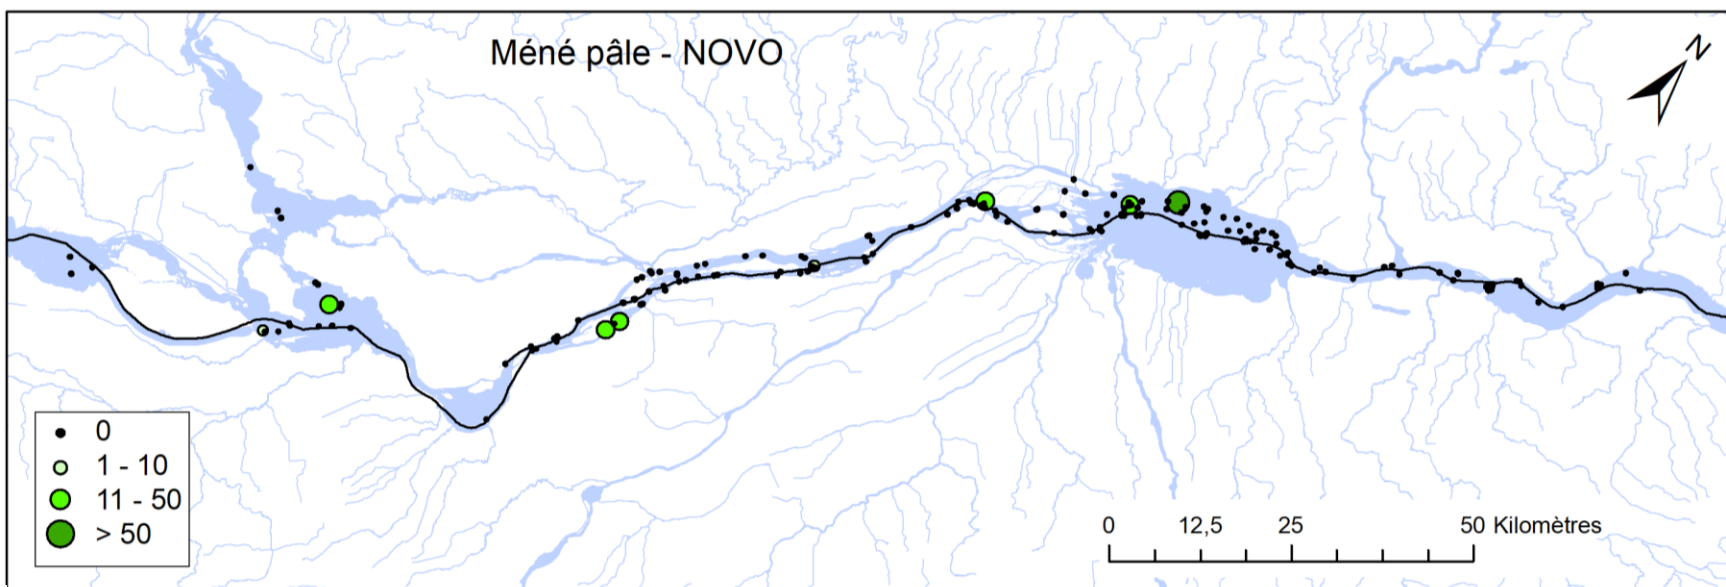 Méné pâle - NOVO
N
0
1 - 10
11 - 50
> 50
0 12,5 25 50 Kilomètres